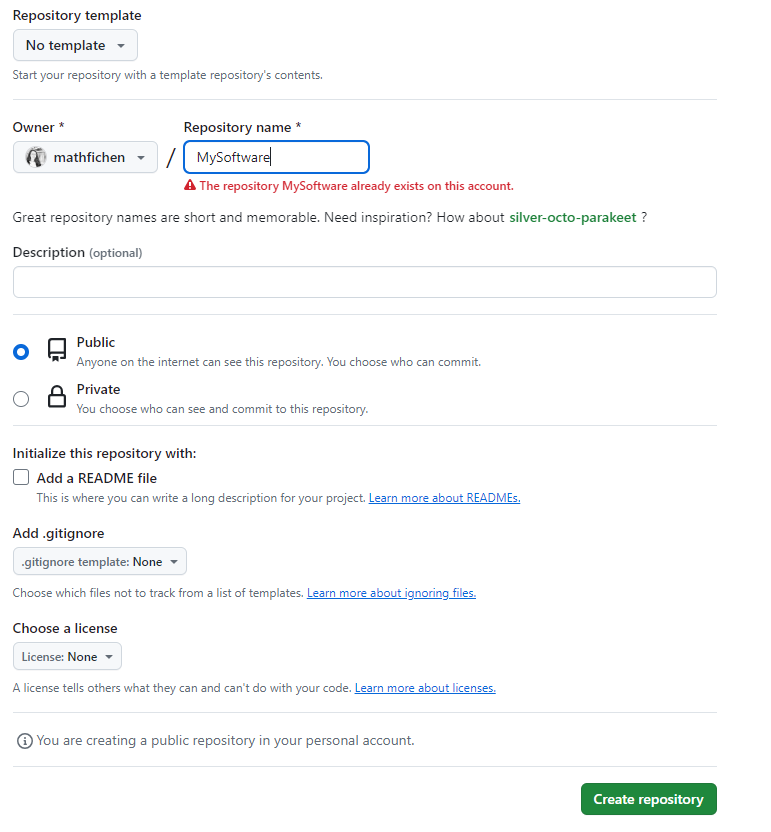 Repository template
No template
Start your repository with a template repository's contents.
Owner *
Repository name *
mathfichen
/
MySoftware
The repository MySoftware already exists on this account.
Great repository names are short and memorable. Need inspiration? How about silver-octo-parakeet ?
Description (optional)
Public
Anyone on the internet can see this repository. You choose who can commit.
Private
You choose who can see and commit to this repository.
Initialize this repository with:
Add a README file
This is where you can write a long description for your project. Learn more about READMEs.
Add .gitignore
.gitignore template: None
Choose which files not to track from a list of templates. Learn more about ignoring files.
Choose a license
License: None
A license tells others what they can and can't do with your code. Learn more about licenses.
You are creating a public repository in your personal account.
Create repository